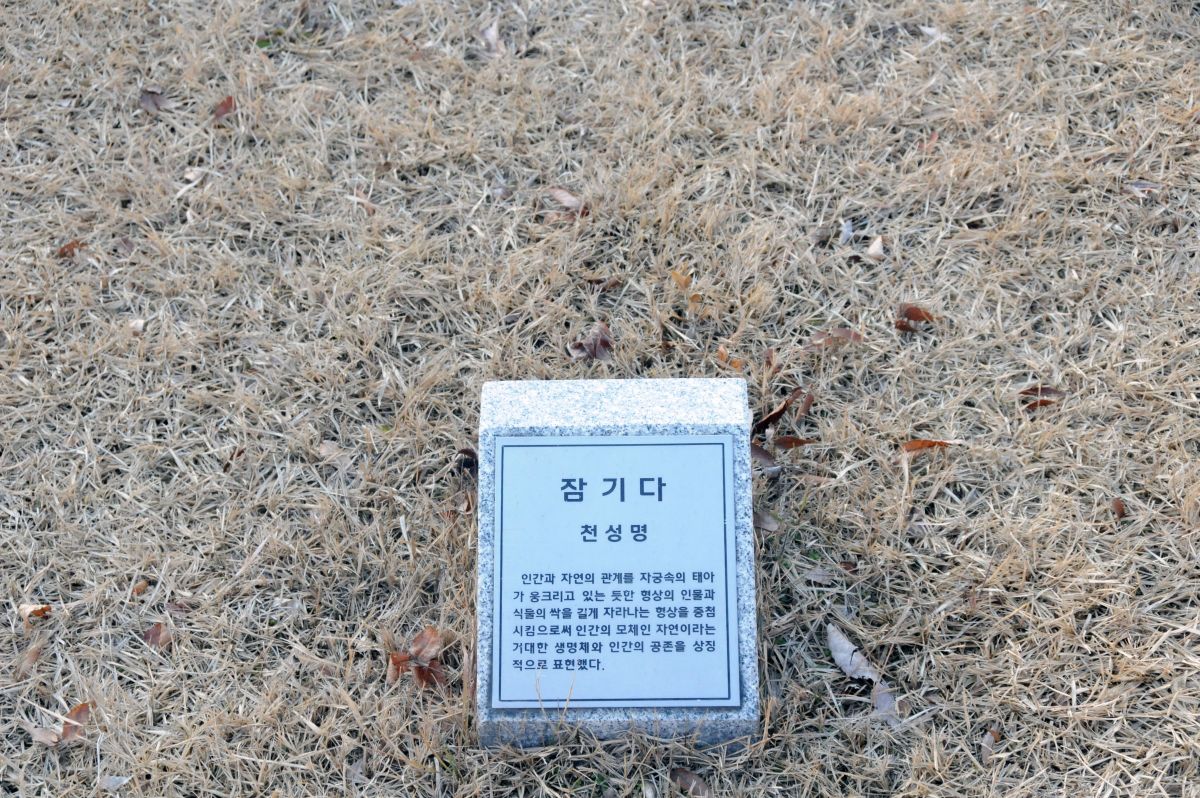 잠기다
천성명
인간과 자연의 관계를 자궁속의 태아
가 웅크리고 있는 듯한 형상의 인물과
식물의 싹을 길게 자라나는 형상을 중첩
시킴으로써 인간의 모체인 자연이라는
거대한 생명체와 인간의 공존을 상징
적으로 표현했다.